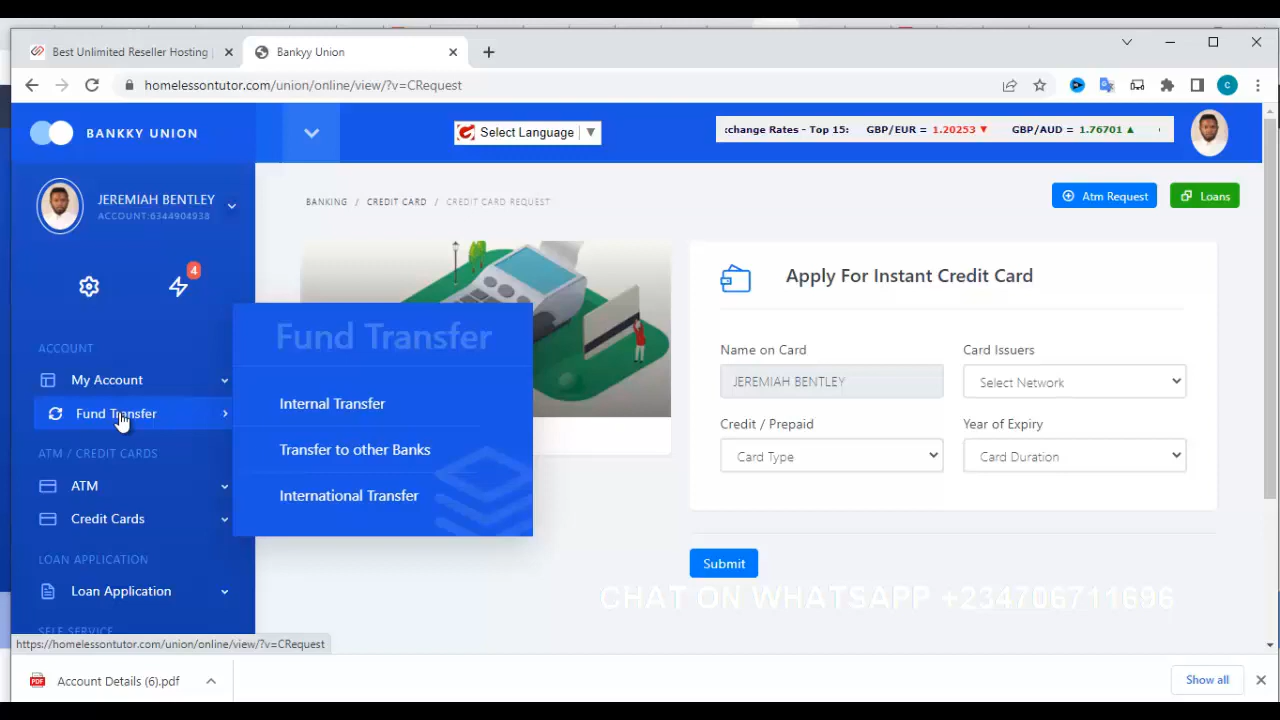 Best Unlimited Reseller Hosting
Bankyy Union
homelessontutor.com/union/online/view/?v=CRequest
BANKKY UNION
Select Language
:change Rates - Top 15: GBP/EUR = 1.20253 GBP/AUD = 1.76701
JEREMIAH BENTLEY
ACCOUNT:6344904938
4
BANKING / CREDIT CARD / CREDIT CARD REQUEST
Atm Request
Loans
ACCOUNT
My Account
Fund Transfer
ATM / CREDIT CARDS
ATM
Credit Cards
LOAN APPLICATION
Loan Application
SELF-SERVICE
Fund Transfer
Internal Transfer
Transfer to other Banks
International Transfer
Apply For Instant Credit Card
Name on Card
Card Issuers
JEREMIAH BENTLEY
Select Network
Credit / Prepaid
Year of Expiry
Card Type
Card Duration
Submit
CHAT ON WHATSAPP +234706711696
https://homelessontutor.com/union/online/view/?v=CRequest
Account Details (6).pdf
Show all